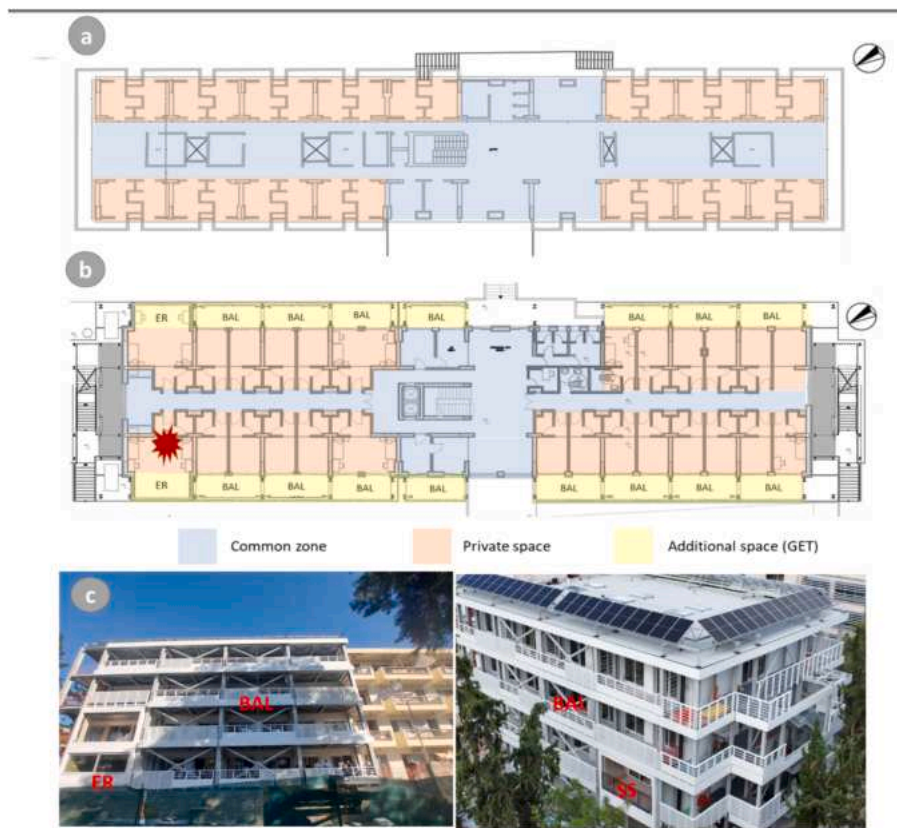 a
b
ER BAL BAL BAL BAL BAL BAL BAL
ER BAL BAL BAL BAL BAL BAL BAL BAL
Common zone Private space Additional space (GET)
c
BAL
ER
BAL
SS